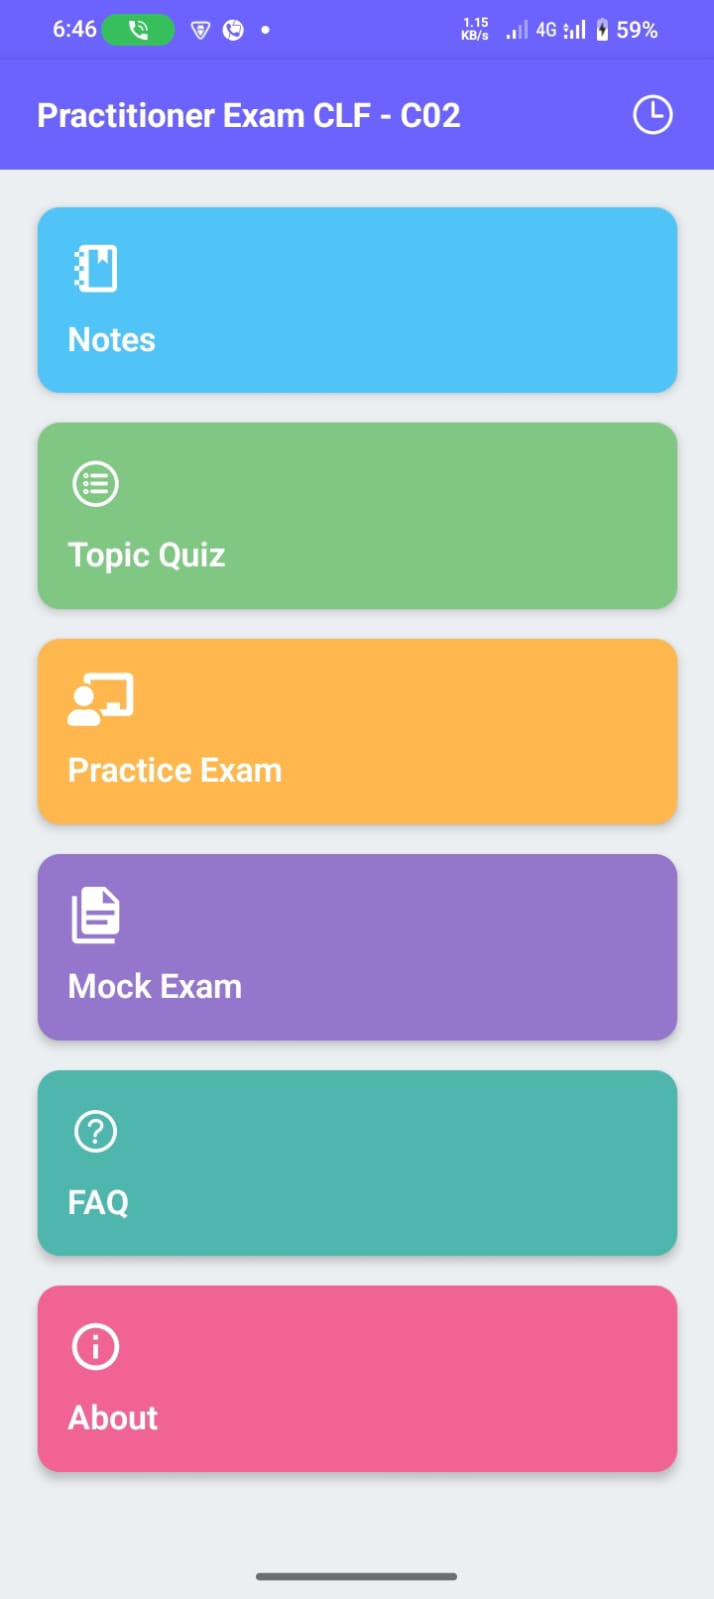 6:46 1.15 KB/s 4G 59%
Practitioner Exam CLF - C02
Notes
Topic Quiz
Practice Exam
Mock Exam
FAQ
About